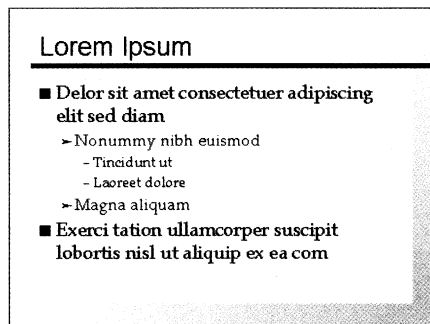 Lorem Ipsum
■ Delor sit amet consectetuer adipiscing
elit sed diam
➢ Nonummy nibh euismod
– Tincidunt ut
– Laoreet dolore
➢ Magna aliquam
■ Exerci tation ullamcorper suscipit
lobortis nisl ut aliquip ex ea com